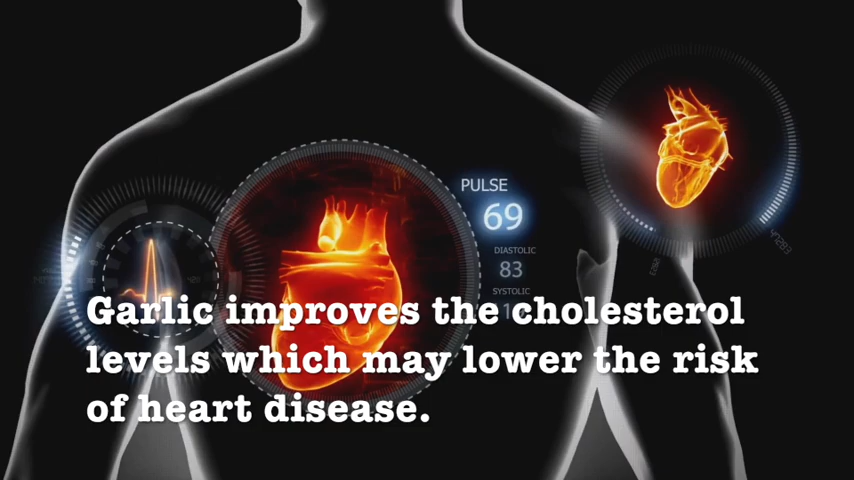 PULSE
69
DIASTOLIC
83
SYSTOLIC
Garlic improves the cholesterol
levels which may lower the risk
of heart disease.